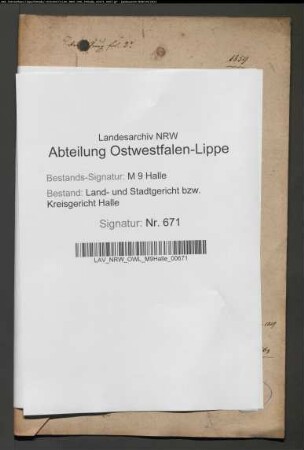 1859
Landesarchiv NRW
Abteilung Ostwestfalen-Lippe
Bestands-Signatur: M 9 Halle
Bestand: Land- und Stadtgericht bzw.
Kreisgericht Halle
Signatur: Nr. 671
LAV_NRW_OWL_M9Halle_00671